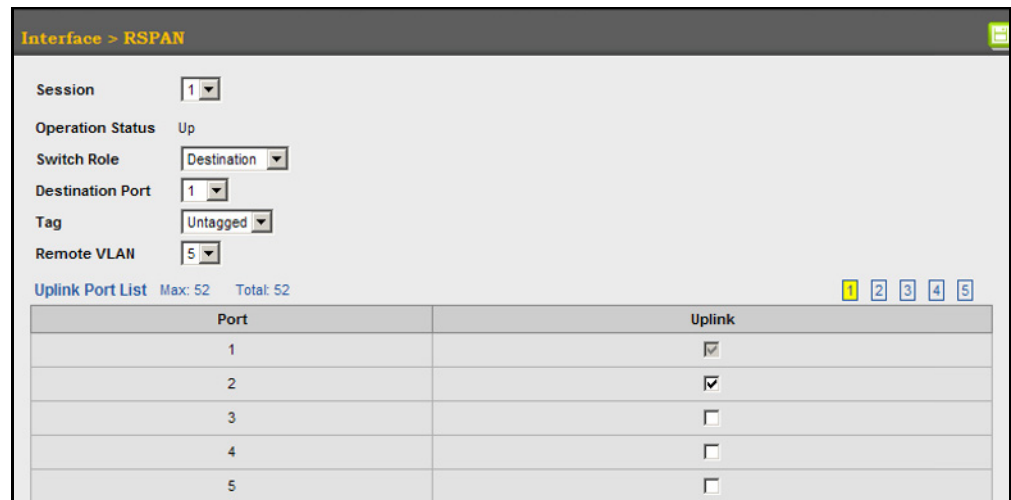 Interface > RSPAN
Session 1
Operation Status Up
Switch Role Destination
Destination Port 1
Tag Untagged
Remote VLAN 5
Uplink Port List Max: 52 Total: 52 1 2 3 4 5
Port Uplink
1
2
3
4
5